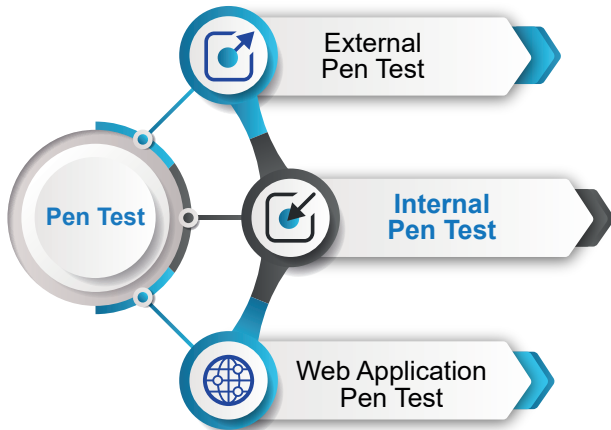 External
Pen Test
Pen Test
Internal
Pen Test
Web Application
Pen Test